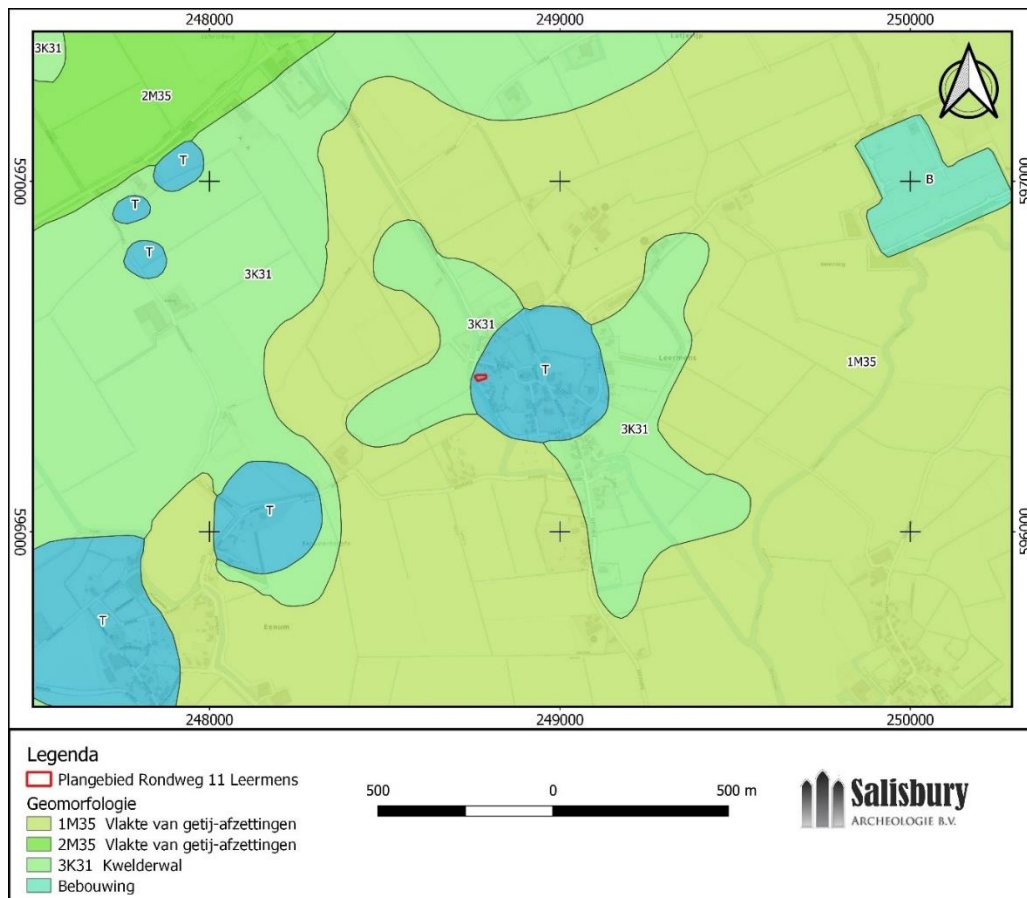 248000 249000 250000
3K31
2M35
T
597000 597000
B
T
T
3K31
3K31
Leermens
1M35
T
3K31
T
596000 596000
T
Eenum
248000 249000 250000
Legenda
Plangebied Rondweg 11 Leermens
Geomorfologie
1M35 Vlakte van getij-afzettingen
2M35 Vlakte van getij-afzettingen
3K31 Kwelderwal
Bebouwing
500 0 500 m
Salisbury
ARCHEOLOGIE B.V.